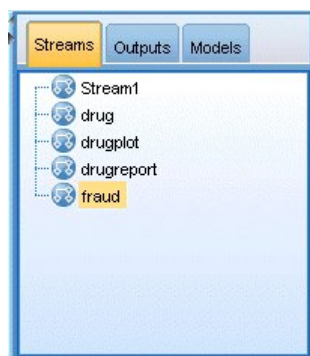 Streams Outputs Models
Stream1
drug
drugplot
drugreport
fraud